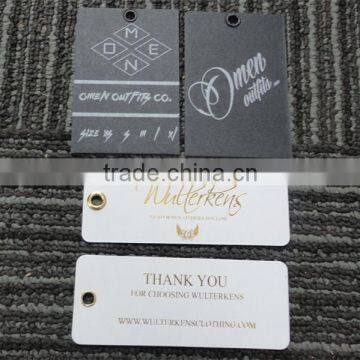 O
M E
N
OMEN OUTFITS CO.
SIZE XS S M / XL
Omen
outfits
trade.china.cn
Wulterkens
THANK YOU
FOR CHOOSING WULTERKENS
WWW.WULTERKENSCLOTHING.COM